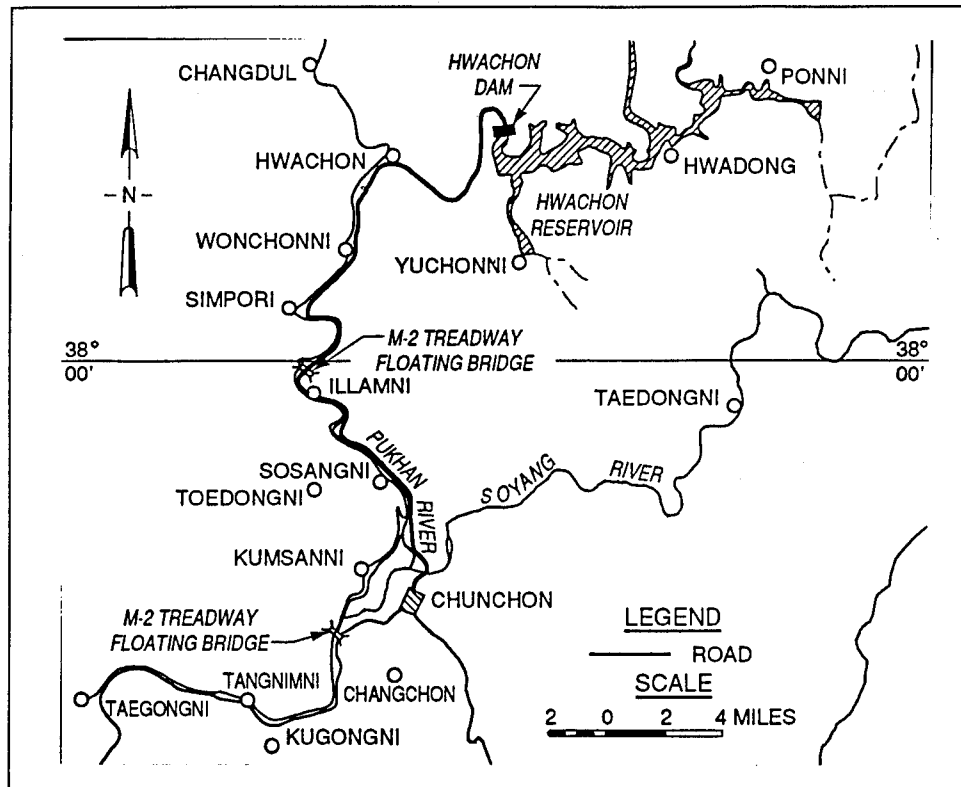 CHANGDUL
HWACHON
DAM
PONNI
HWACHON
HWADONG
-N-
HWACHON
RESERVOIR
WONCHONNI
YUCHONNI
SIMPORI
M-2 TREADWAY
FLOATING BRIDGE
38°
00'
38°
00'
ILLAMNI
TAEDONGNI
PUKHAN
RIVER
SOYANG
RIVER
SOSANGNI
TOEDONGNI
KUMSANNI
CHUNCHON
M-2 TREADWAY
FLOATING BRIDGE
LEGEND
ROAD
SCALE
2 0 2 4 MILES
TANGNIMNI
CHANGCHON
TAEGONGNI
KUGONGNI